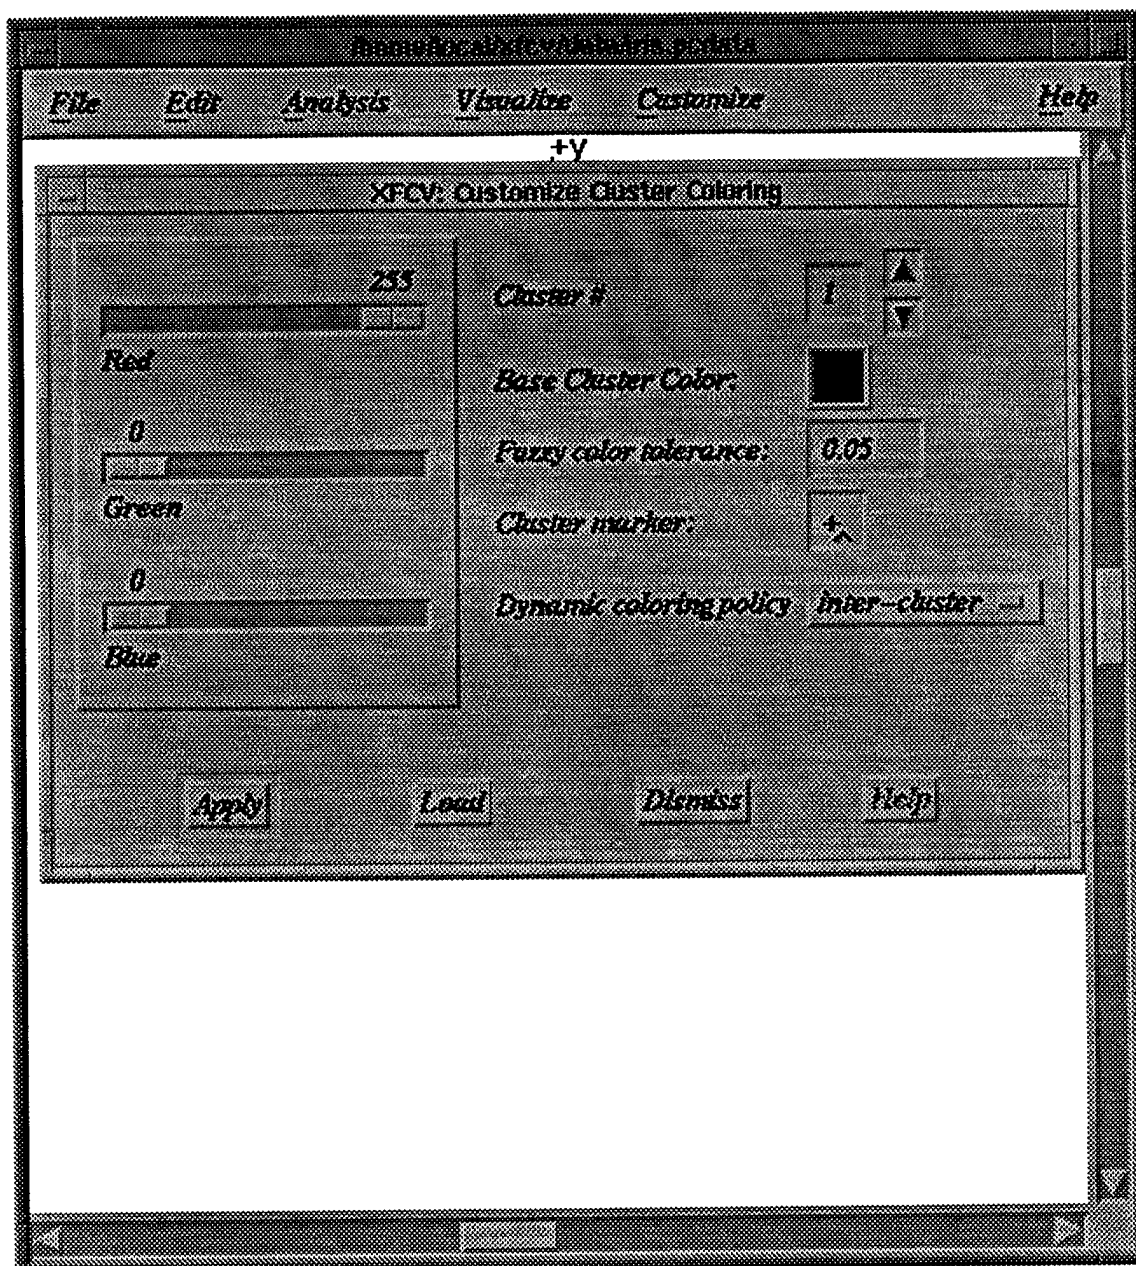 File Edit Analysis Visualize Customize Help
+y
XFCV: Customize Cluster Coloring
255
Red
0
Green
0
Blue
Cluster # 1
Base Cluster Color:
Fuzzy color tolerance: 0.05
Cluster marker: +
Dynamic coloring policy inter-cluster
Apply Load Dismiss Help